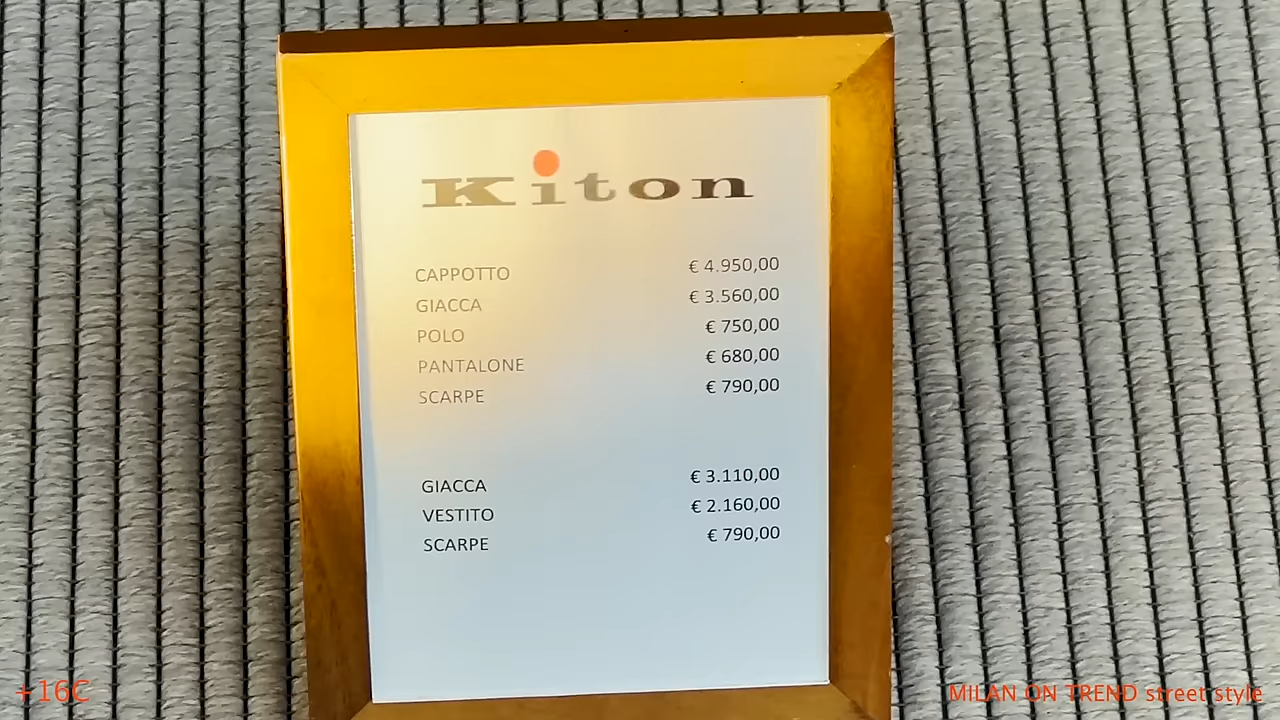 Kiton
CAPPOTTO € 4.950,00
GIACCA € 3.560,00
POLO € 750,00
PANTALONE € 680,00
SCARPE € 790,00
GIACCA € 3.110,00
VESTITO € 2.160,00
SCARPE € 790,00
+16C MILAN ON TREND street style